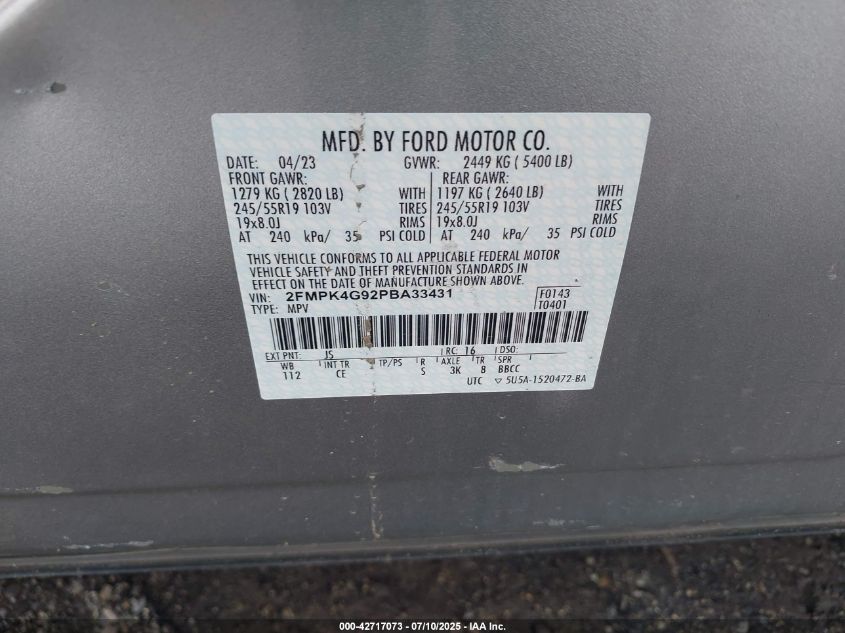 MFD. BY FORD MOTOR CO.
DATE: 04/23 GVWR: 2449 KG ( 5400 LB)
FRONT GAWR: REAR GAWR:
1279 KG ( 2820 LB) WITH 1197 KG ( 2640 LB) WITH
245/55R19 103V TIRES 245/55R19 103V TIRES
19x8.0J RIMS 19x8.0J RIMS
AT 240 kPa/ 35 PSI COLD AT 240 kPa/ 35 PSI COLD
THIS VEHICLE CONFORMS TO ALL APPLICABLE FEDERAL MOTOR
VEHICLE SAFETY AND THEFT PREVENTION STANDARDS IN
EFFECT ON THE DATE OF MANUFACTURE SHOWN ABOVE.
VIN: 2FMPK4G92PBA33431 F0143
TYPE: MPV T0401
EXT PNT: JS RC: 16 DSO:
WB INT TR TP/PS R AXLE TR SPR
112 CE S 3K 8 BBCC
UTC ▽ 5U5A-1520472-BA
000-42717073 / 07/10/2025 - IAA Inc.